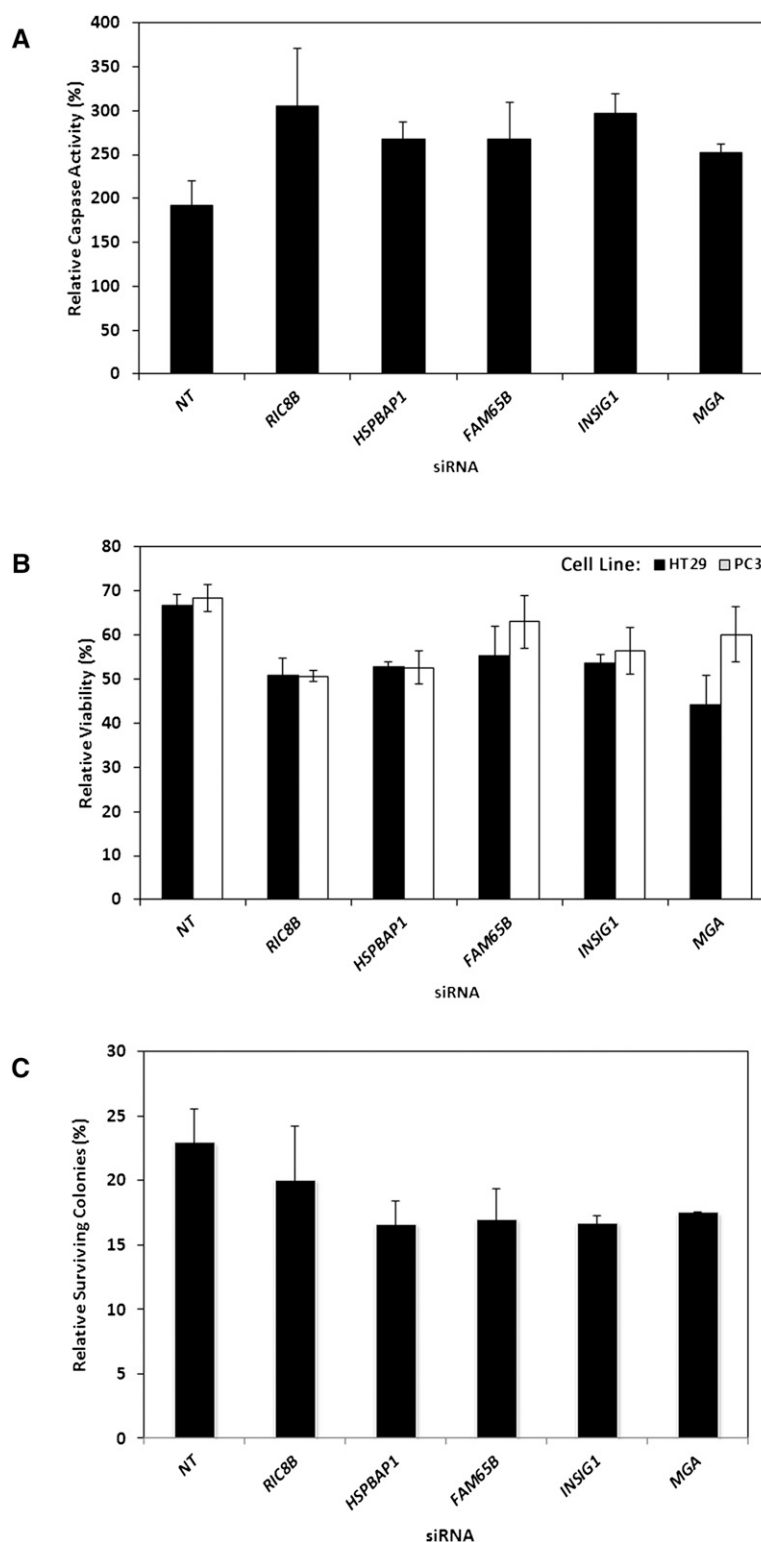 A
Relative Caspase Activity (%)
400
350
300
250
200
150
100
50
0
NT
RIC8B
HSPBAP1
FAM65B
INSIG1
MGA
siRNA
B
Relative Viability (%)
80
70
60
50
40
30
20
10
0
Cell Line: HT29 PC3
NT
RIC8B
HSPBAP1
FAM65B
INSIG1
MGA
siRNA
C
Relative Surviving Colonies (%)
30
25
20
15
10
5
0
NT
RIC8B
HSPBAP1
FAM65B
INSIG1
MGA
siRNA